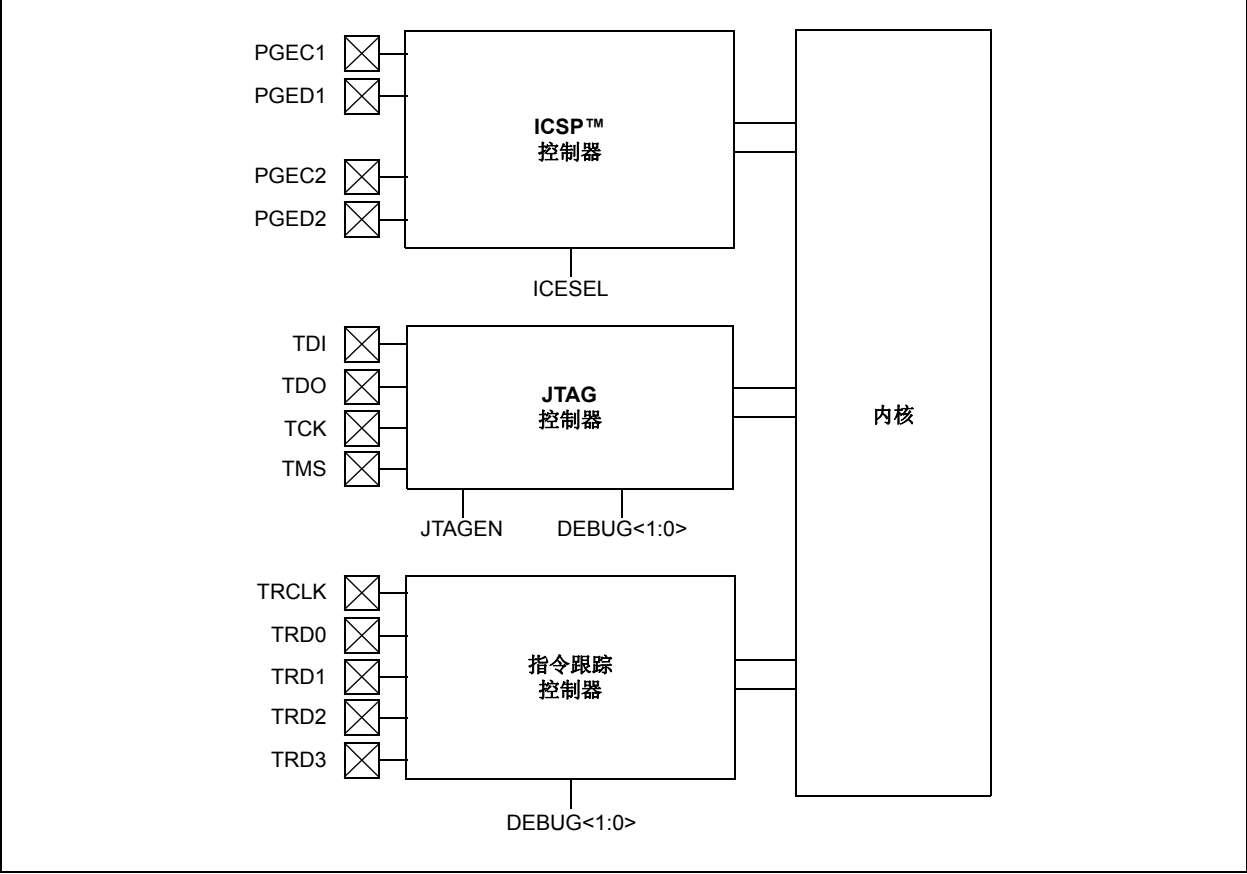 PGEC1
PGED1
PGEC2
PGED2
ICSP™
控制器
ICESEL
TDI
TDO
TCK
TMS
JTAG
控制器
JTAGEN
DEBUG<1:0>
TRCLK
TRD0
TRD1
TRD2
TRD3
指令跟踪
控制器
DEBUG<1:0>
内核